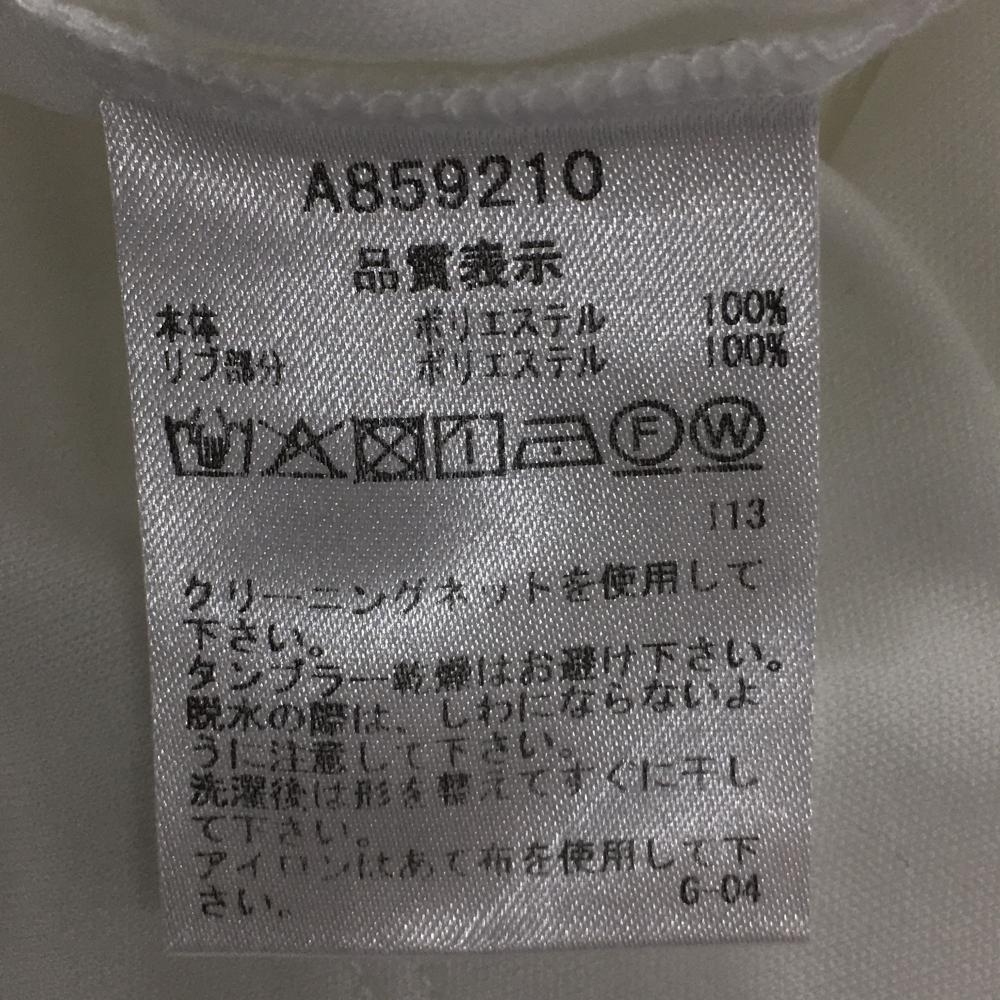 A859210
品質表示
本体 ポリエステル 100%
リブ部分 ポリエステル 100%
F W
113
クリーニングネットを使用して
下さい。
タンブラー乾燥はお避け下さい。
脱水の際は、しわにならないよ
うに注意して下さい。
洗濯後は形を整えてすぐに干し
て下さい。
アイロンはあて布を使用して下
さい。
G-04